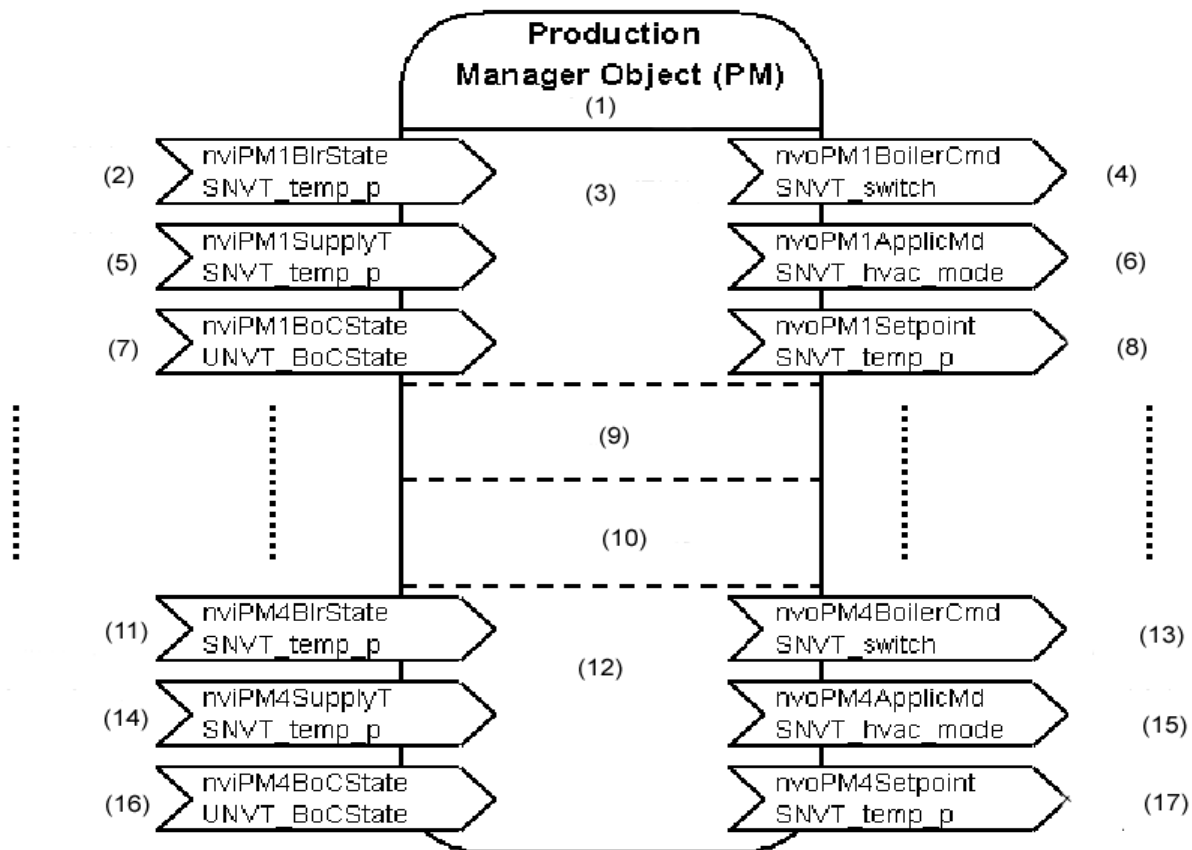 Production
Manager Object (PM)
(1)
nviPM1BlrState
SNVT_temp_p
(2)
(3)
nvoPM1BoilerCmd
SNVT_switch
(4)
nviPM1SupplyT
SNVT_temp_p
(5)
nvoPM1ApplicMd
SNVT_hvac_mode
(6)
nviPM1BoCState
UNVT_BoCState
(7)
nvoPM1Setpoint
SNVT_temp_p
(8)
(9)
(10)
nviPM4BlrState
SNVT_temp_p
(11)
(12)
nvoPM4BoilerCmd
SNVT_switch
(13)
nviPM4SupplyT
SNVT_temp_p
(14)
nvoPM4ApplicMd
SNVT_hvac_mode
(15)
nviPM4BoCState
UNVT_BoCState
(16)
nvoPM4Setpoint
SNVT_temp_p
(17)